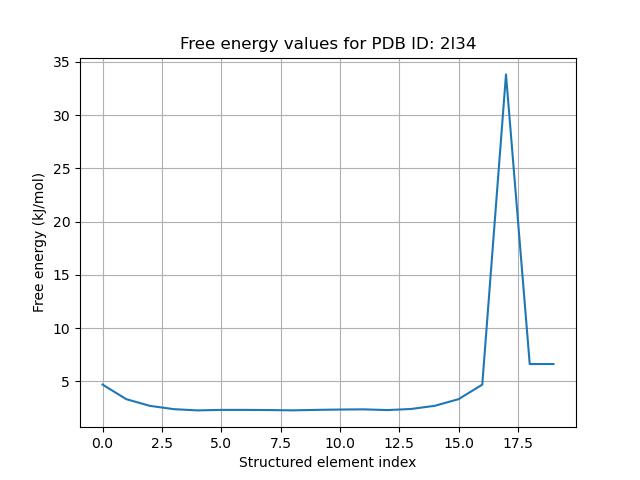 Free energy values for PDB ID: 2I34
Free energy (kJ/mol)
35
30
25
20
15
10
5
0.0 2.5 5.0 7.5 10.0 12.5 15.0 17.5
Structured element index